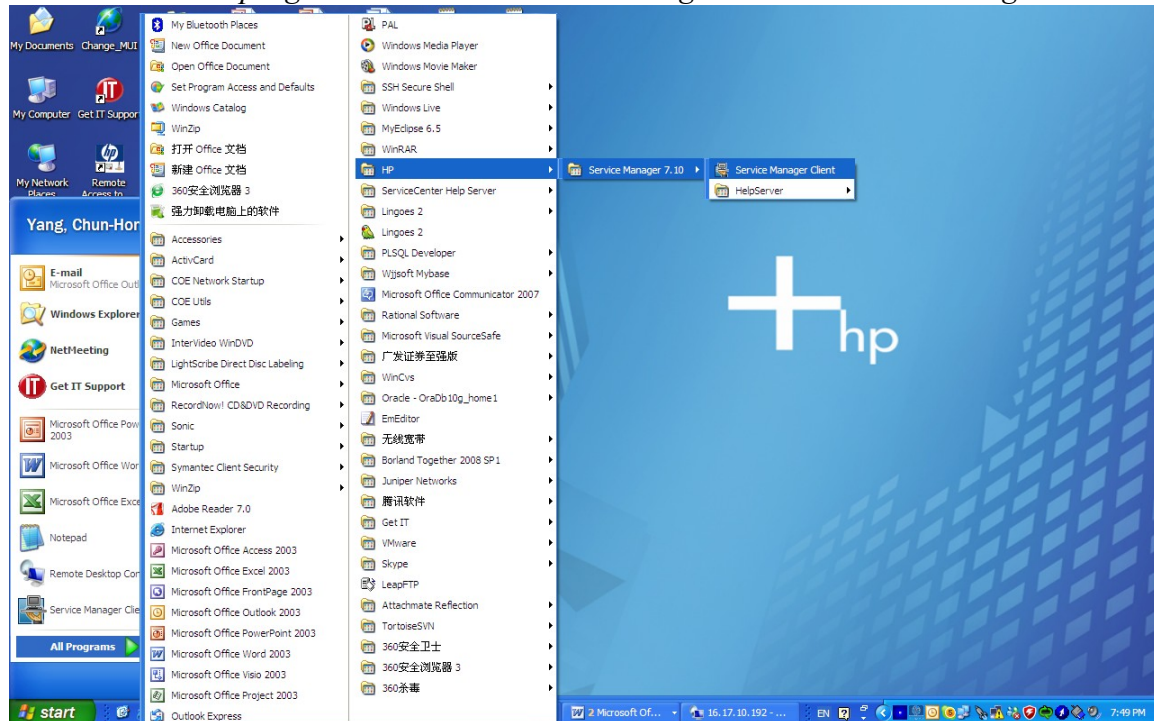 My Documents
Change_MUI
My Computer
Get IT Suppor
My Network
Places
Remote
Access to
Yang, Chun-Hor
E-mail
Microsoft Office Outl
Windows Explorer
NetMeeting
Get IT Support
Microsoft Office Pow
2003
Microsoft Office Wor
Microsoft Office Exce
Notepad
Remote Desktop Con
Service Manager Clie
All Programs
start
My Bluetooth Places
New Office Document
Open Office Document
Set Program Access and Defaults
Windows Catalog
WinZip
打开 Office 文档
新建 Office 文档
360安全浏览器 3
强力卸载电脑上的软件
Accessories
ActivCard
COE Network Startup
COE Utils
Games
InterVideo WinDVD
LightScribe Direct Disc Labeling
Microsoft Office
RecordNow! CD&DVD Recording
Sonic
Startup
Symantec Client Security
WinZip
Adobe Reader 7.0
Internet Explorer
Microsoft Office Access 2003
Microsoft Office Excel 2003
Microsoft Office FrontPage 2003
Microsoft Office Outlook 2003
Microsoft Office PowerPoint 2003
Microsoft Office Word 2003
Microsoft Office Visio 2003
Microsoft Office Project 2003
Outlook Express
PAL
Windows Media Player
Windows Movie Maker
SSH Secure Shell
Windows Live
MyEclipse 6.5
WinRAR
HP
ServiceCenter Help Server
Lingoes 2
Lingoes 2
PLSQL Developer
Wjjsoft Mybase
Microsoft Office Communicator 2007
Rational Software
Microsoft Visual SourceSafe
广发证券至强版
WinCvs
Oracle - OraDb10g_home1
EmEditor
无线宽带
Borland Together 2008 SP1
Juniper Networks
腾讯软件
Get IT
VMware
Skype
LeapFTP
Attachmate Reflection
TortoiseSVN
360安全卫士
360安全浏览器 3
360杀毒
Service Manager 7.10
Service Manager Client
HelpServer
hp
2 Microsoft Of...
16.17.10.192 - ...
EN
7:49 PM